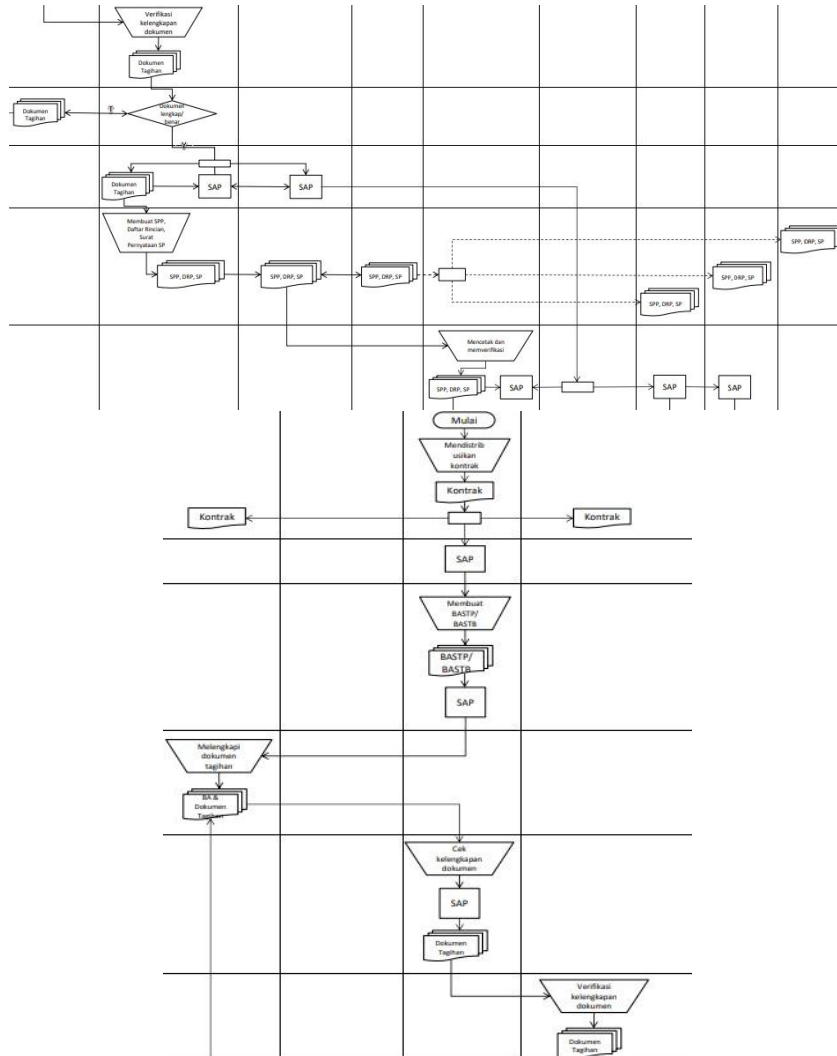 Verifikasi
kelengkapan
dokumen
Dokumen
Tagihan
Dokumen
Tagihan
T
Dokumen
lengkap/
benar
Y
Dokumen
Tagihan
SAP
SAP
Membuat SPP,
Daftar Rincian,
Surat
Pernyataan SP
SPP, DRP, SP
SPP, DRP, SP
SPP, DRP, SP
SPP, DRP, SP
SPP, DRP, SP
SPP, DRP, SP
Mencetak dan
memverifikasi
SPP, DRP, SP
SAP
SAP
SAP
Mulai
Mendistrib
usikan
kontrak
Kontrak
Kontrak
Kontrak
SAP
Membuat
BASTP/
BASTB
BASTP/
BASTB
SAP
Melengkapi
dokumen
tagihan
BA &
Dokumen
Tagihan
Cek
kelengkapan
dokumen
SAP
Dokumen
Tagihan
Verifikasi
kelengkapan
dokumen
Dokumen
Tagihan